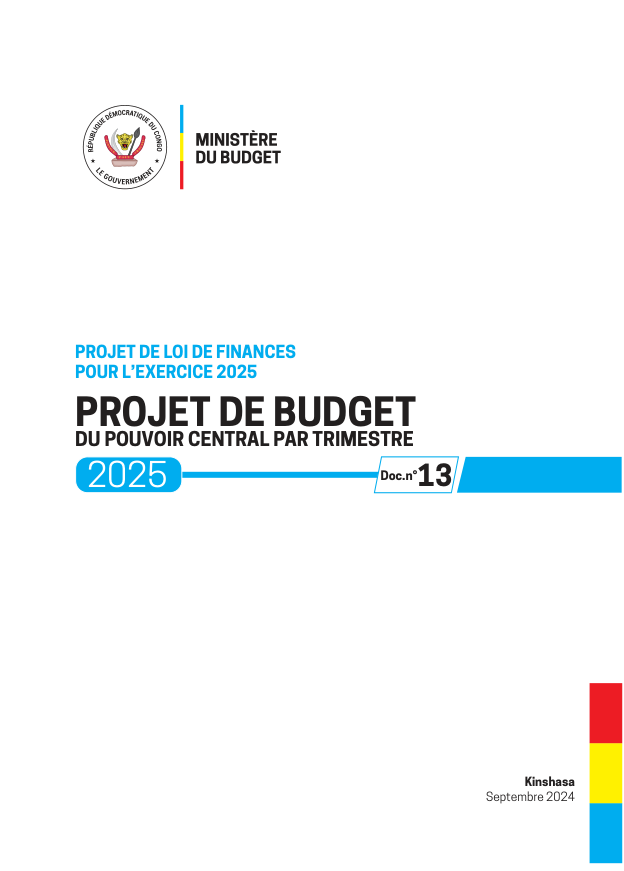 RÉPUBLIQUE DÉMOCRATIQUE DU CONGO
LE GOUVERNEMENT
MINISTÈRE
DU BUDGET
PROJET DE LOI DE FINANCES
POUR L’EXERCICE 2025
PROJET DE BUDGET
DU POUVOIR CENTRAL PAR TRIMESTRE
2025
Doc.n°13
Kinshasa
Septembre 2024